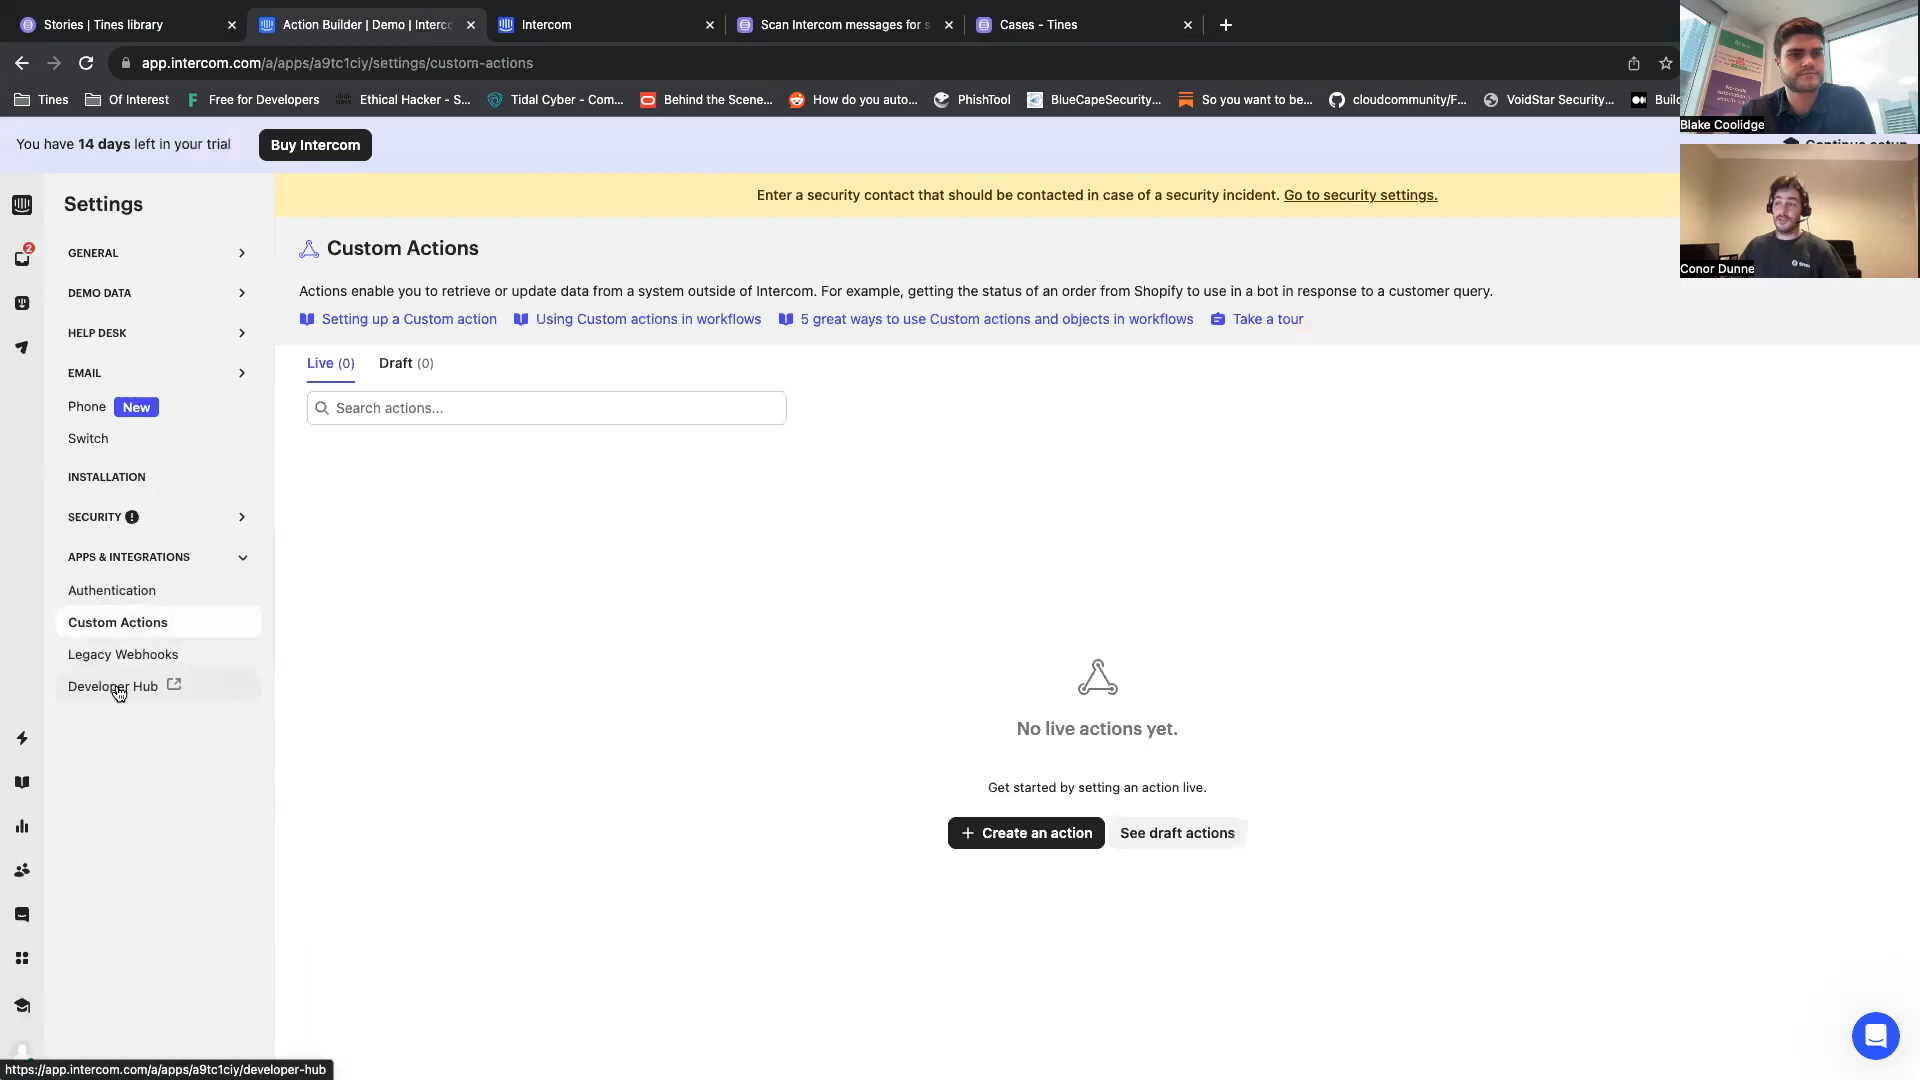 Stories | Tines library
Action Builder | Demo | Interc
Intercom
Scan Intercom messages for s
Cases - Tines
app.intercom.com/a/apps/a9tc1ciy/settings/custom-actions
Tines
Of Interest
Free for Developers
Ethical Hacker - S...
Tidal Cyber - Com...
Behind the Scene...
How do you auto...
PhishTool
BlueCapeSecurity...
So you want to be...
cloudcommunity/F...
VoidStar Security...
Blake Coolidge
You have 14 days left in your trial
Buy Intercom
Continue setup
Settings
Enter a security contact that should be contacted in case of a security incident. Go to security settings.
Conor Dunne
GENERAL
DEMO DATA
HELP DESK
EMAIL
Phone New
Switch
INSTALLATION
SECURITY
APPS & INTEGRATIONS
Authentication
Custom Actions
Legacy Webhooks
Developer Hub
2
Custom Actions
Actions enable you to retrieve or update data from a system outside of Intercom. For example, getting the status of an order from Shopify to use in a bot in response to a customer query.
Setting up a Custom action
Using Custom actions in workflows
5 great ways to use Custom actions and objects in workflows
Take a tour
Live (0)
Draft (0)
Search actions...
No live actions yet.
Get started by setting an action live.
+ Create an action
See draft actions
https://app.intercom.com/a/apps/a9tc1ciy/developer-hub